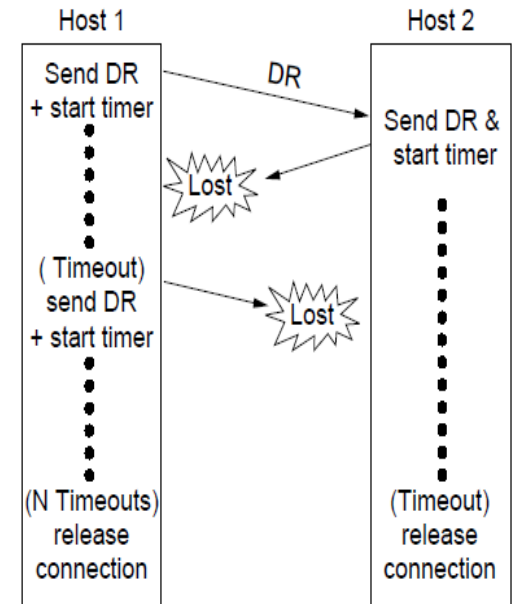 Host 1
Host 2
Send DR
+ start timer
DR
Send DR &
start timer
Lost
( Timeout)
send DR
+ start timer
Lost
(N Timeouts)
release
connection
(Timeout)
release
connection